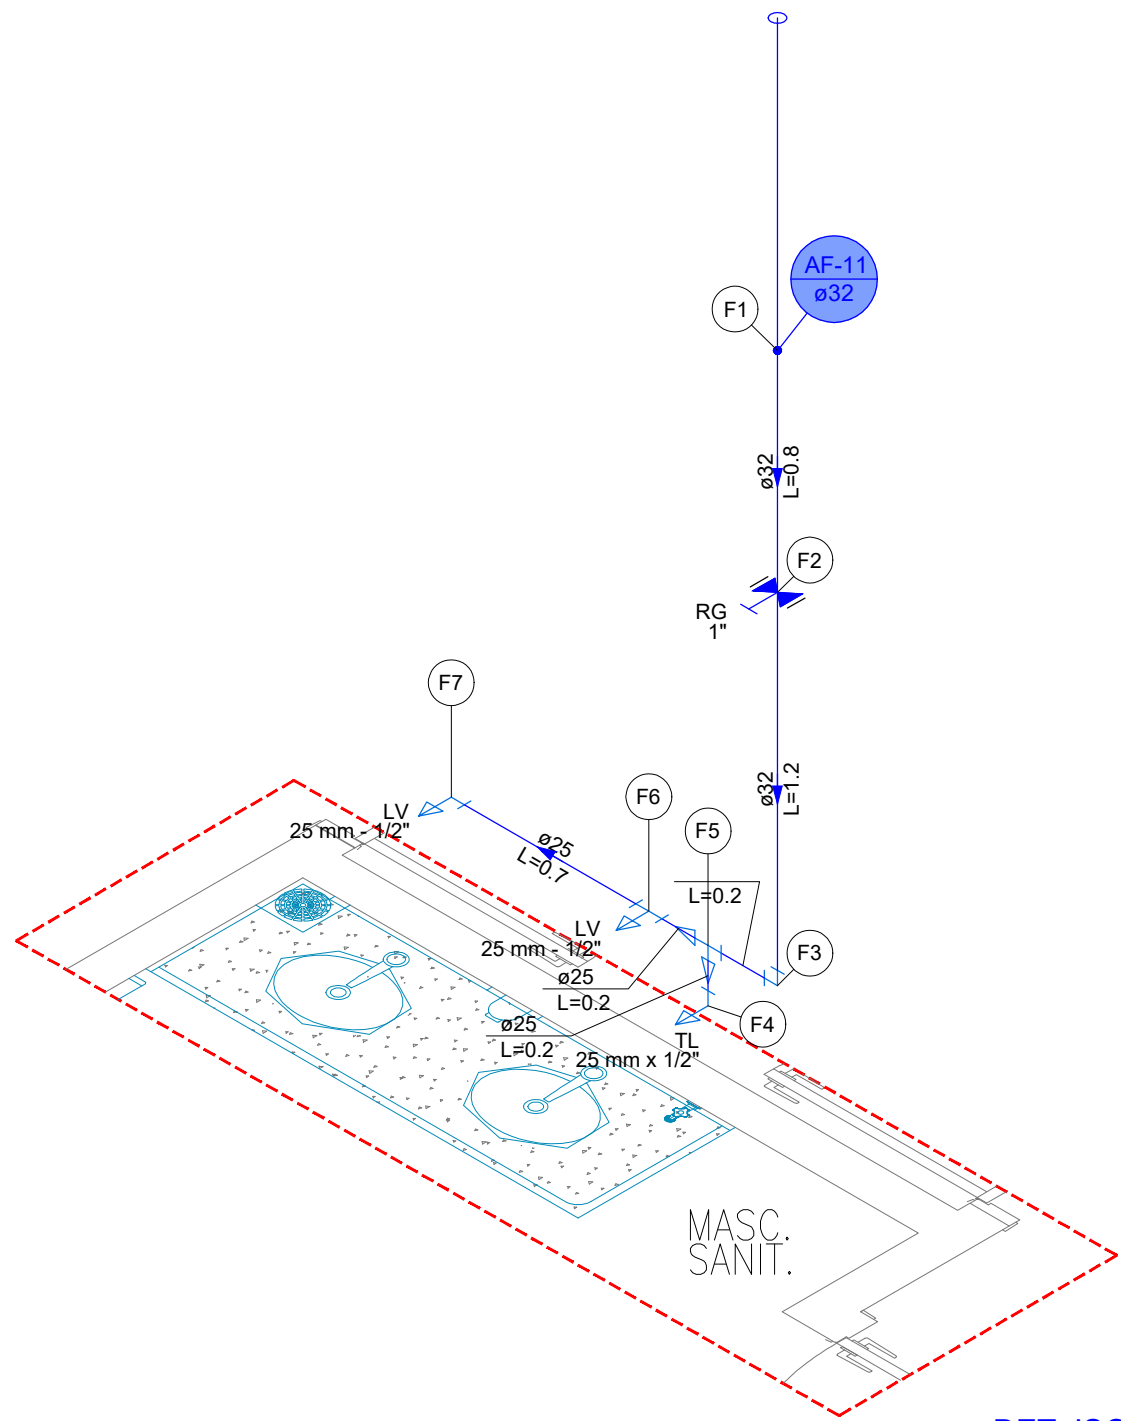 AF-11
ø32
F1
ø32
L=0.8
F2
RG
1"
F7
ø32
L=1.2
F6
LV
25 mm - 1/2"
F5
ø25
L=0.7
L=0.2
LV
25 mm - 1/2"
F3
ø25
L=0.2
F4
ø25
L=0.2
TL
25 mm x 1/2"
MASC.
SANIT.